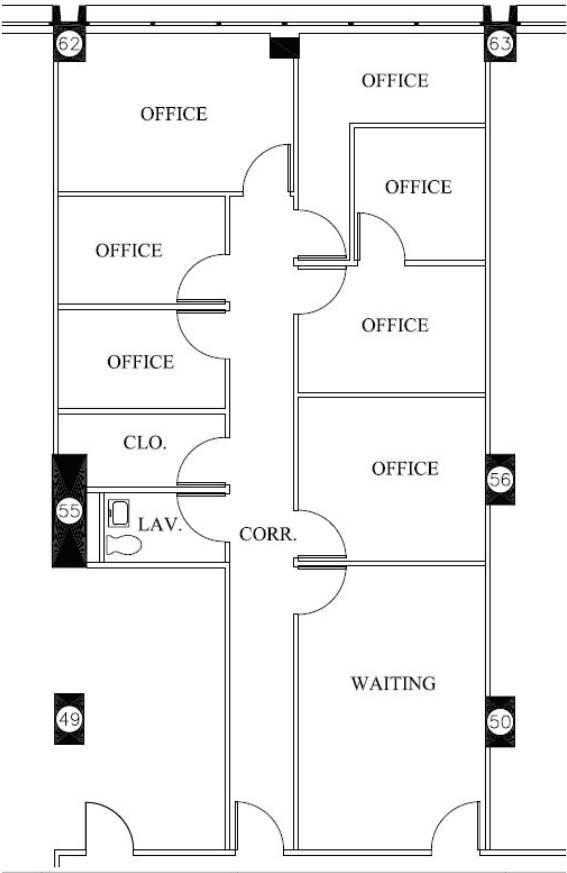 62
63
OFFICE
OFFICE
OFFICE
OFFICE
OFFICE
OFFICE
CLO.
OFFICE
56
55
LAV.
CORR.
WAITING
49
50